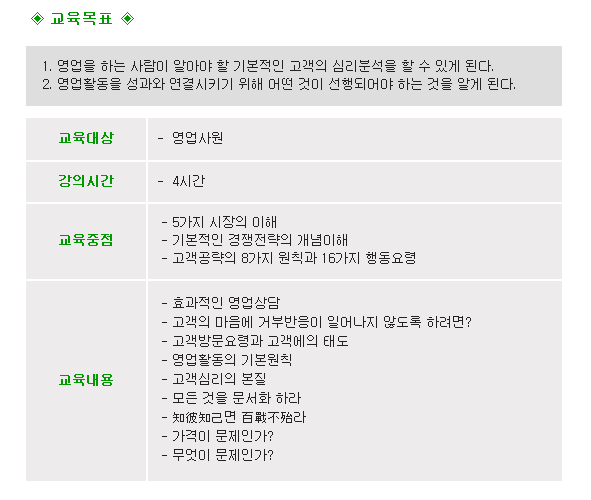 ◈ 교육목표 ◈
1. 영업을 하는 사람이 알아야 할 기본적인 고객의 심리분석을 할 수 있게 된다.
2. 영업활동을 성과와 연결시키기 위해 어떤 것이 선행되어야 하는 것을 알게 된다.
교육대상
- 영업사원
강의시간
- 4시간
교육중점
- 5가지 시장의 이해
- 기본적인 경쟁전략의 개념이해
- 고객공략의 8가지 원칙과 16가지 행동요령
교육내용
- 효과적인 영업상담
- 고객의 마음에 거부반응이 일어나지 않도록 하려면?
- 고객방문요령과 고객에의 태도
- 영업활동의 기본원칙
- 고객심리의 본질
- 모든 것을 문서화 하라
- 知彼知己면 百戰不殆라
- 가격이 문제인가?
- 무엇이 문제인가?